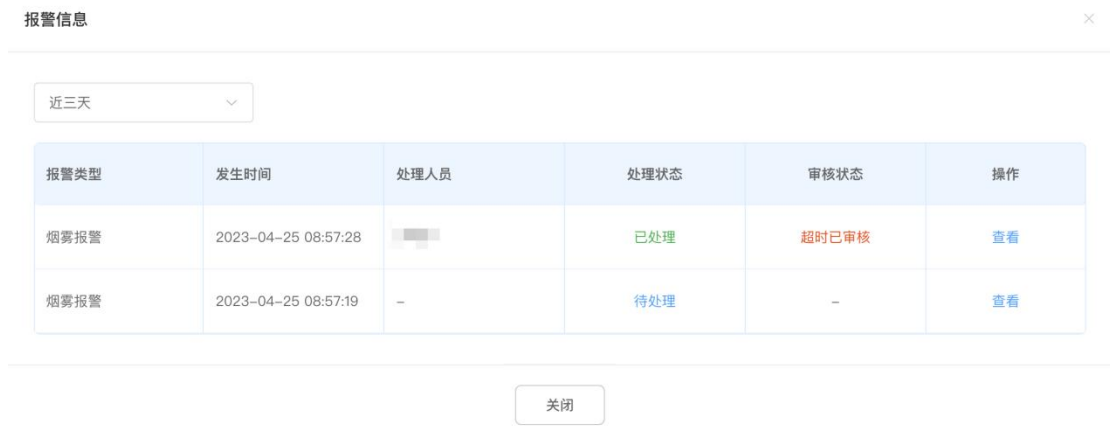 报警信息
近三天
报警类型 发生时间 处理人员 处理状态 审核状态 操作
烟雾报警 2023-04-25 08:57:28 已处理 超时已审核 查看
烟雾报警 2023-04-25 08:57:19 - 待处理 - 查看
关闭